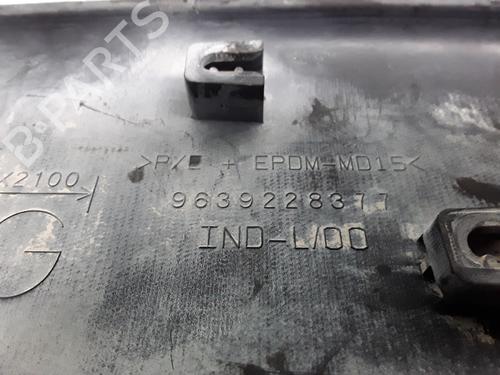 B-PARTS
>P/E + EPDM-MD15<
X2100
9639228377
IND-L/00
G